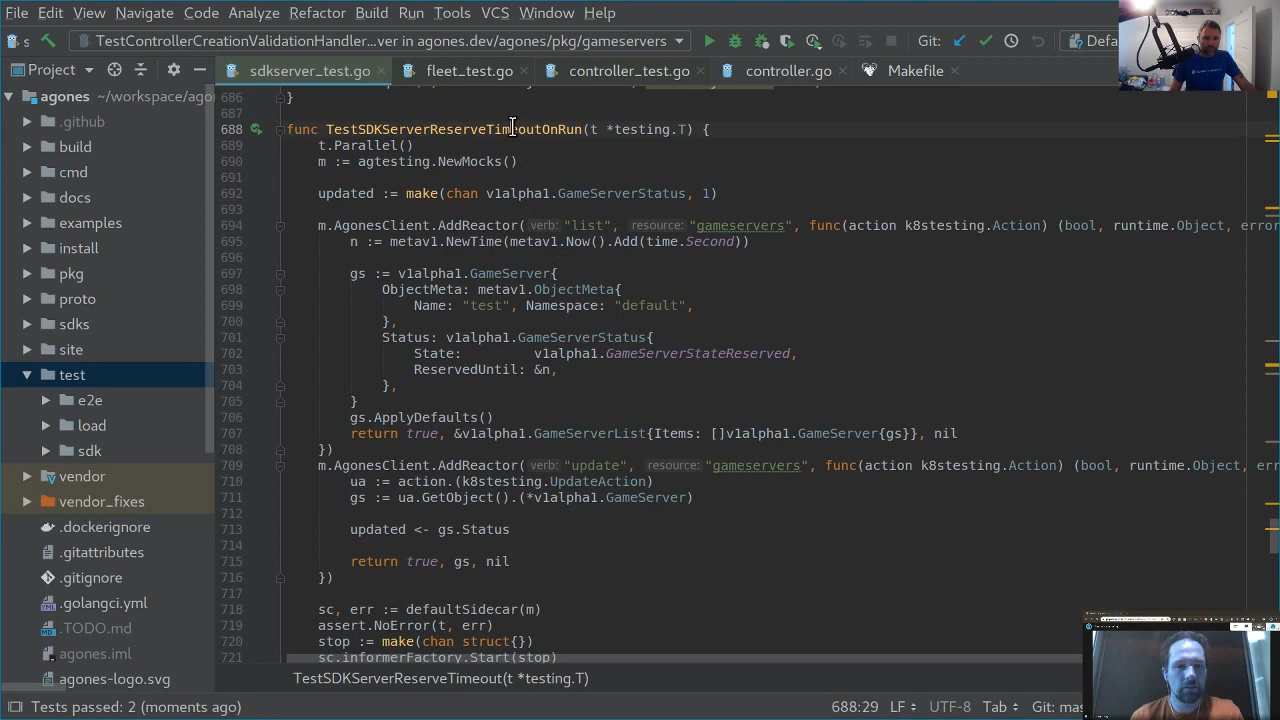 File Edit View Navigate Code Analyze Refactor Build Run Tools VCS Window Help
s TestControllerCreationValidationHandler...ver in agones.dev/agones/pkg/gameservers Git: Defa
Project sdkserver_test.go fleet_test.go controller_test.go controller.go Makefile
agones ~/workspace/ago
.github
build
cmd
docs
examples
install
pkg
proto
sdks
site
test
e2e
load
sdk
vendor
vendor_fixes
.dockerignore
.gitattributes
.gitignore
.golangci.yml
.TODO.md
agones.iml
agones-logo.svg
686 }
687
688 func TestSDKServerReserveTimeoutOnRun(t *testing.T) {
689 t.Parallel()
690 m := agtesting.NewMocks()
691
692 updated := make(chan v1alpha1.GameServerStatus, 1)
693
694 m.AgonesClient.AddReactor( verb: "list", resource: "gameservers", func(action k8stesting.Action) (bool, runtime.Object, error
695 n := metav1.NewTime(metav1.Now().Add(time.Second))
696
697 gs := v1alpha1.GameServer{
698 ObjectMeta: metav1.ObjectMeta{
699 Name: "test", Namespace: "default",
700 },
701 Status: v1alpha1.GameServerStatus{
702 State: v1alpha1.GameServerStateReserved,
703 ReservedUntil: &n,
704 },
705 }
706 gs.ApplyDefaults()
707 return true, &v1alpha1.GameServerList{Items: []v1alpha1.GameServer{gs}}, nil
708 })
709 m.AgonesClient.AddReactor( verb: "update", resource: "gameservers", func(action k8stesting.Action) (bool, runtime.Object, err
710 ua := action.(k8stesting.UpdateAction)
711 gs := ua.GetObject().(*v1alpha1.GameServer)
712
713 updated <- gs.Status
714
715 return true, gs, nil
716 })
717
718 sc, err := defaultSidecar(m)
719 assert.NoError(t, err)
720 stop := make(chan struct{})
721 sc.informerFactory.Start(stop)
TestSDKServerReserveTimeout(t *testing.T)
Tests passed: 2 (moments ago) 688:29 LF UTF-8 Tab Git: mas